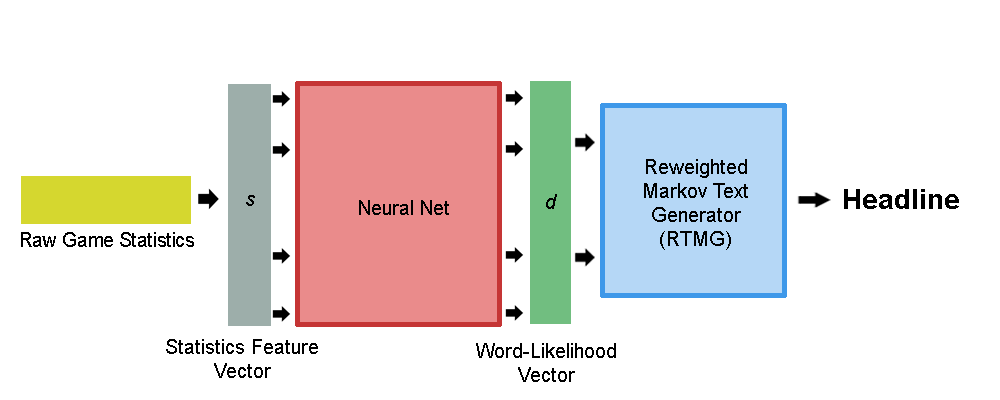 Raw Game Statistics
s
Statistics Feature
Vector
Neural Net
d
Word-Likelihood
Vector
Reweighted
Markov Text
Generator
(RTMG)
Headline